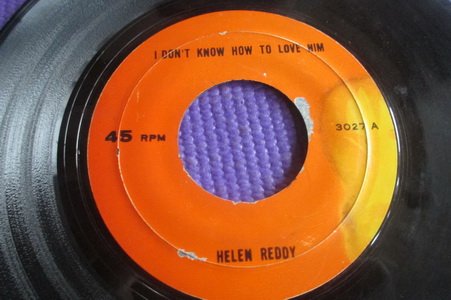 I DON'T KNOW HOW TO LOVE HIM
45 RPM
3027 A
HELEN REDDY